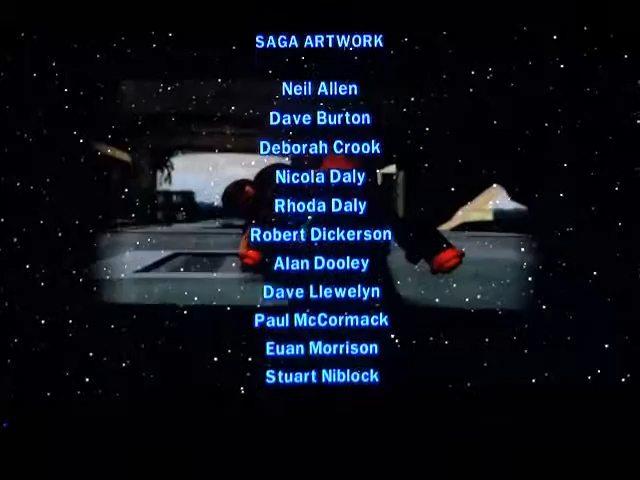 SAGA ARTWORK
Neil Allen
Dave Burton
Deborah Crook
Nicola Daly
Rhoda Daly
Robert Dickerson
Alan Dooley
Dave Llewelyn
Paul McCormack
Euan Morrison
Stuart Niblock